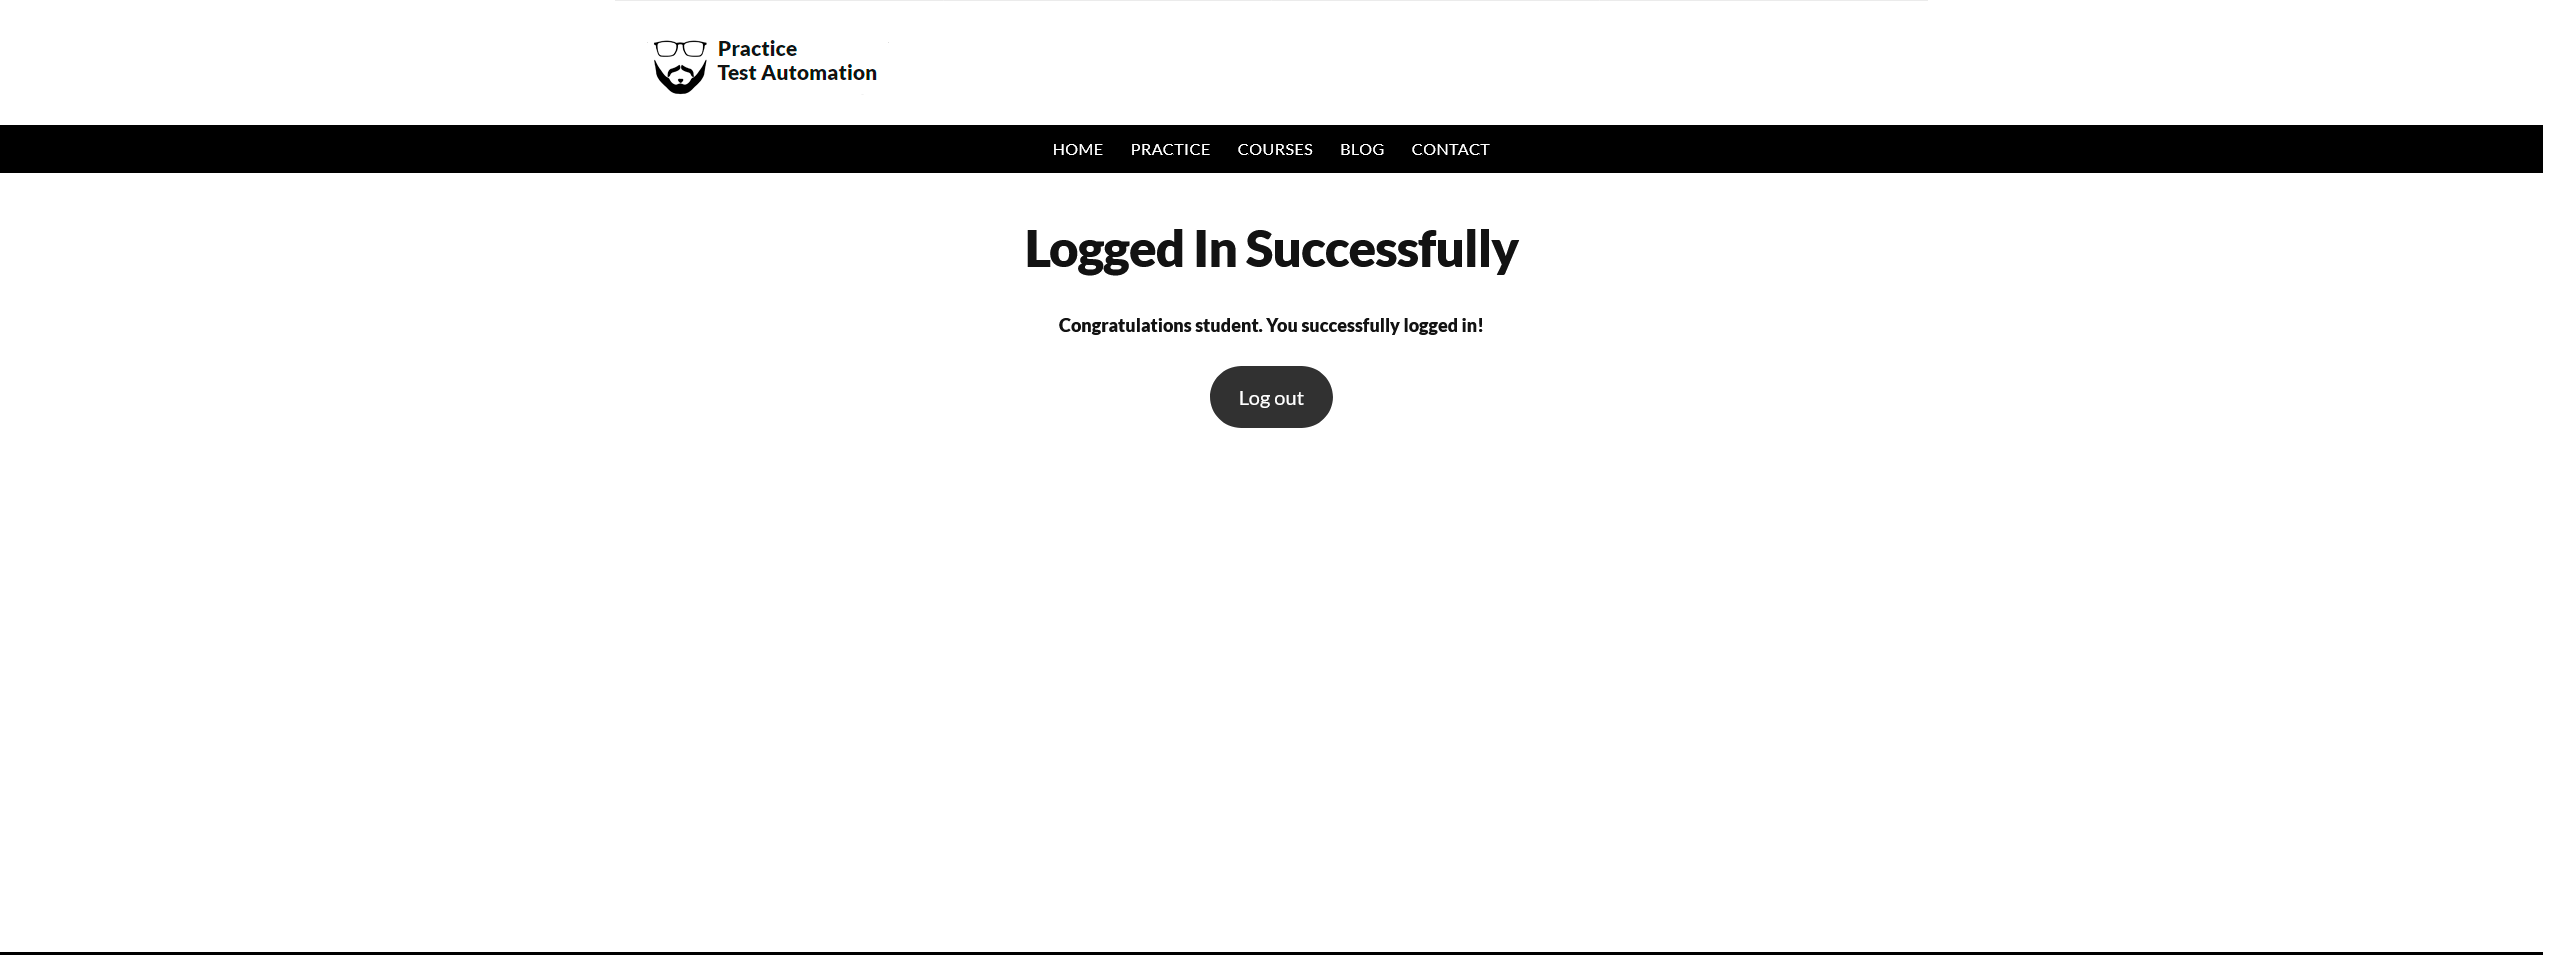 Practice
Test Automation
HOME PRACTICE COURSES BLOG CONTACT
Logged In Successfully
Congratulations student. You successfully logged in!
Log out